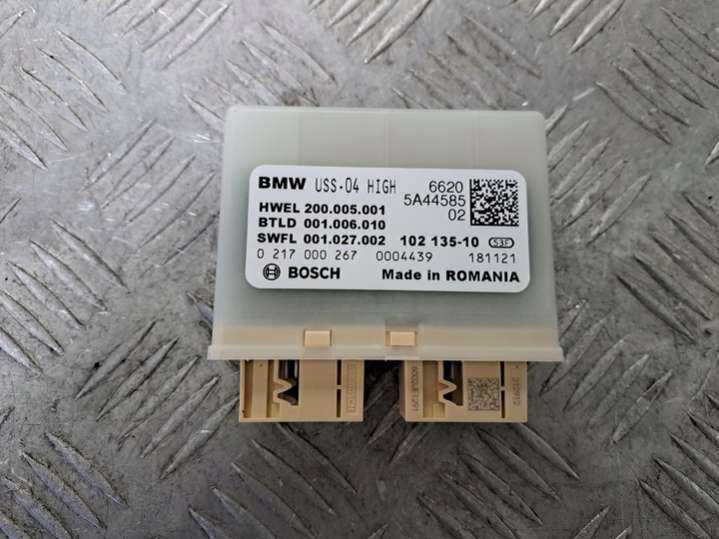 BMW USS-04 HIGH 6620
5A44585
02
HWEL 200.005.001
BTLD 001.006.010
SWFL 001.027.002 102 135-10 S3F
0 217 000 267 0004439 181121
BOSCH Made in ROMANIA